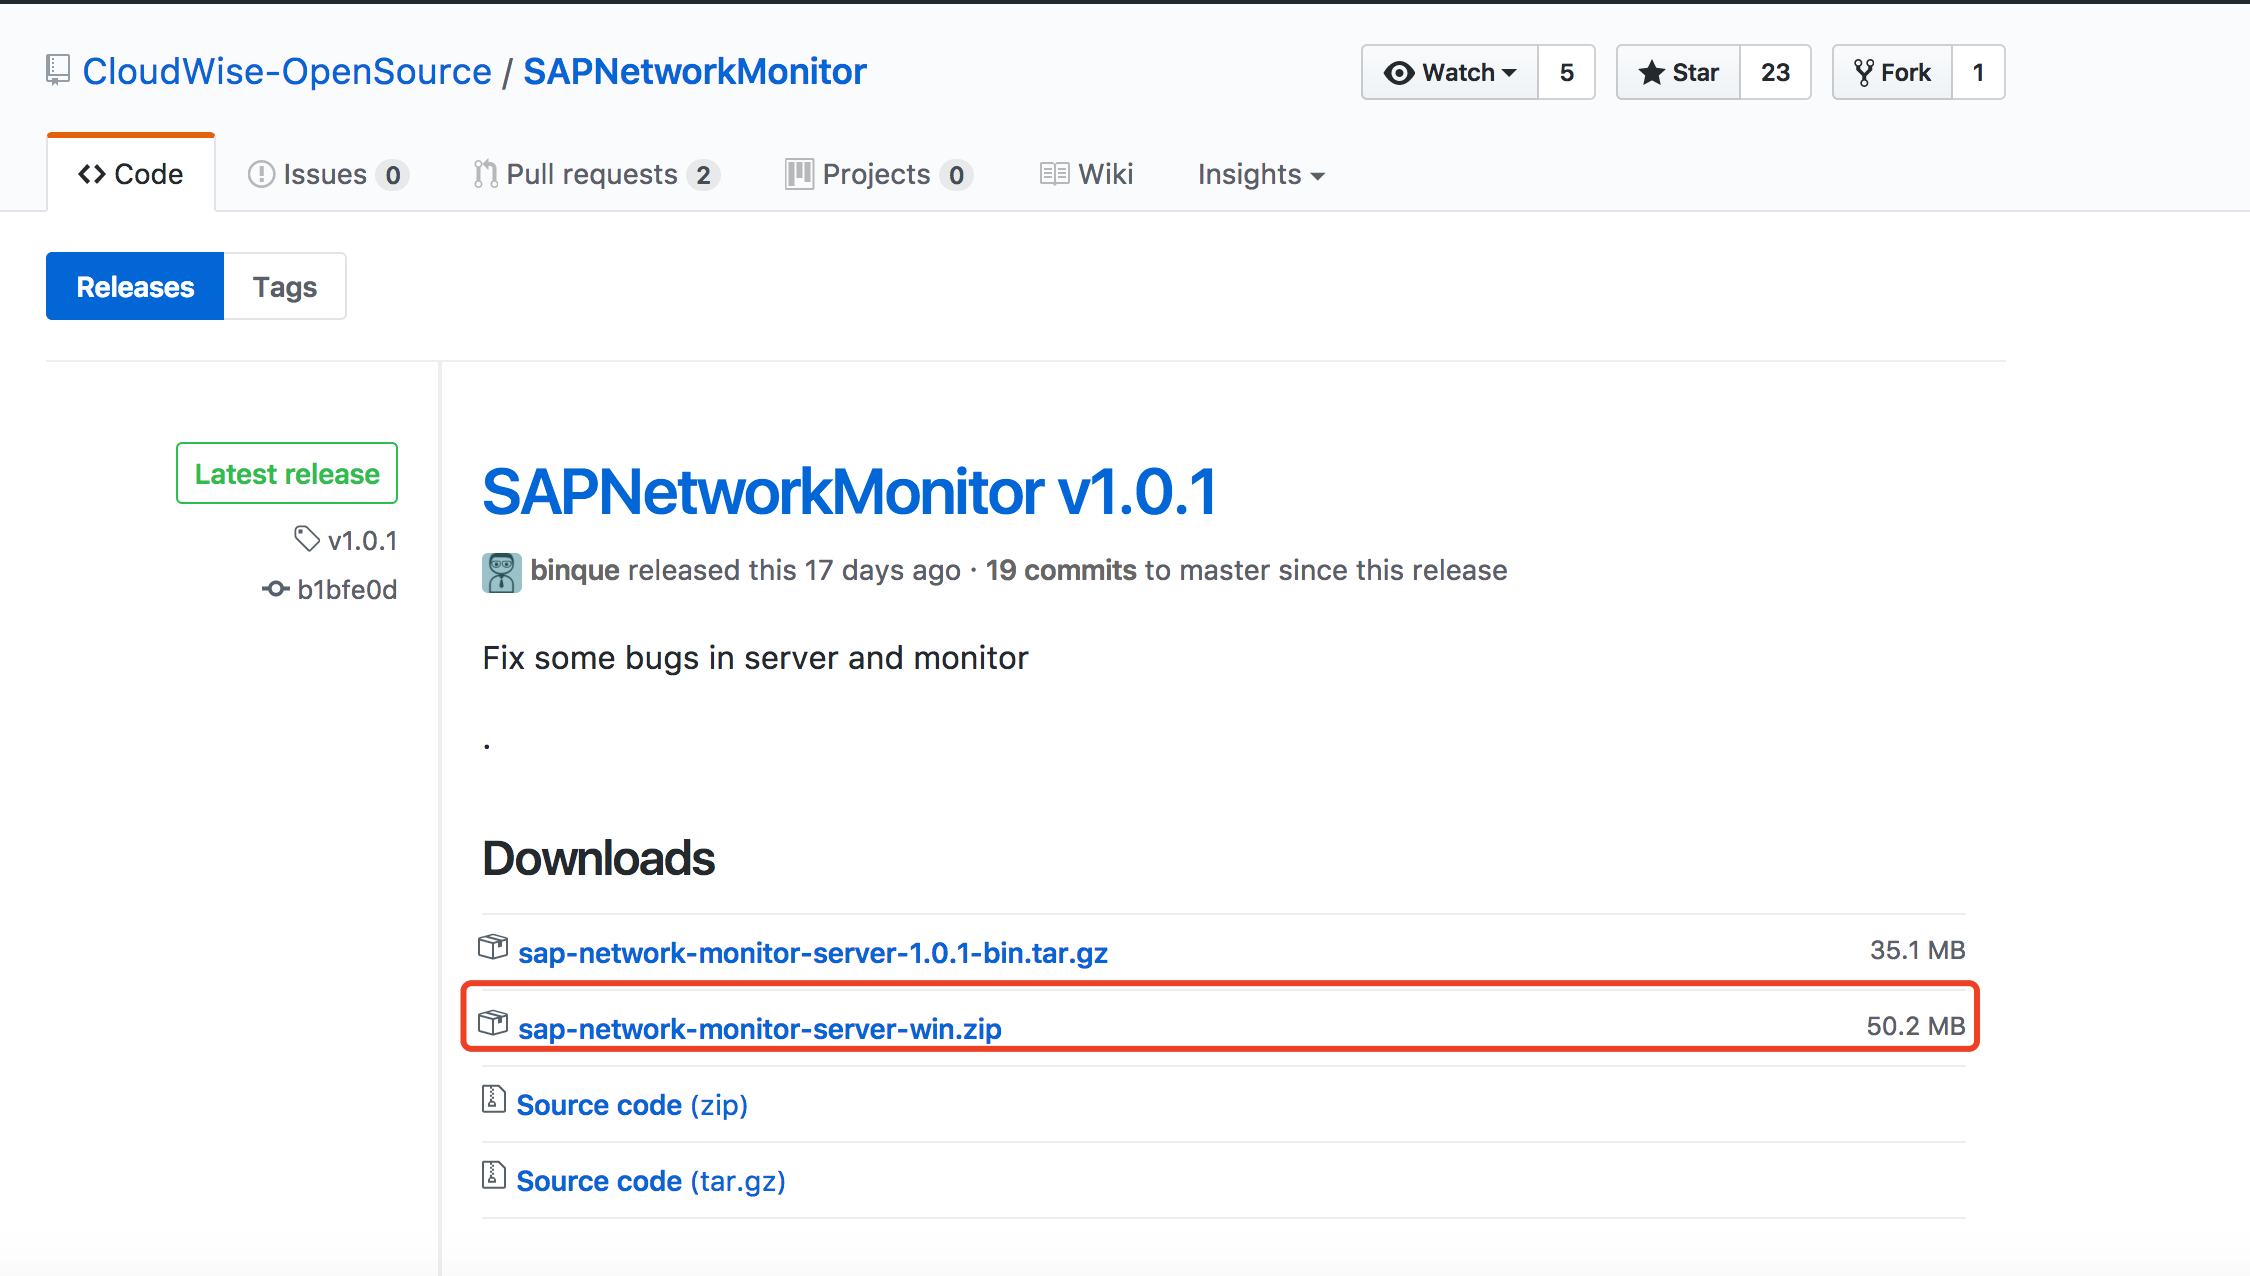 CloudWise-OpenSource / SAPNetworkMonitor
Watch 5 Star 23 Fork 1
Code Issues 0 Pull requests 2 Projects 0 Wiki Insights
Releases Tags
Latest release
v1.0.1
b1bfe0d
SAPNetworkMonitor v1.0.1
binque released this 17 days ago · 19 commits to master since this release
Fix some bugs in server and monitor
.
Downloads
sap-network-monitor-server-1.0.1-bin.tar.gz 35.1 MB
sap-network-monitor-server-win.zip 50.2 MB
Source code (zip)
Source code (tar.gz)